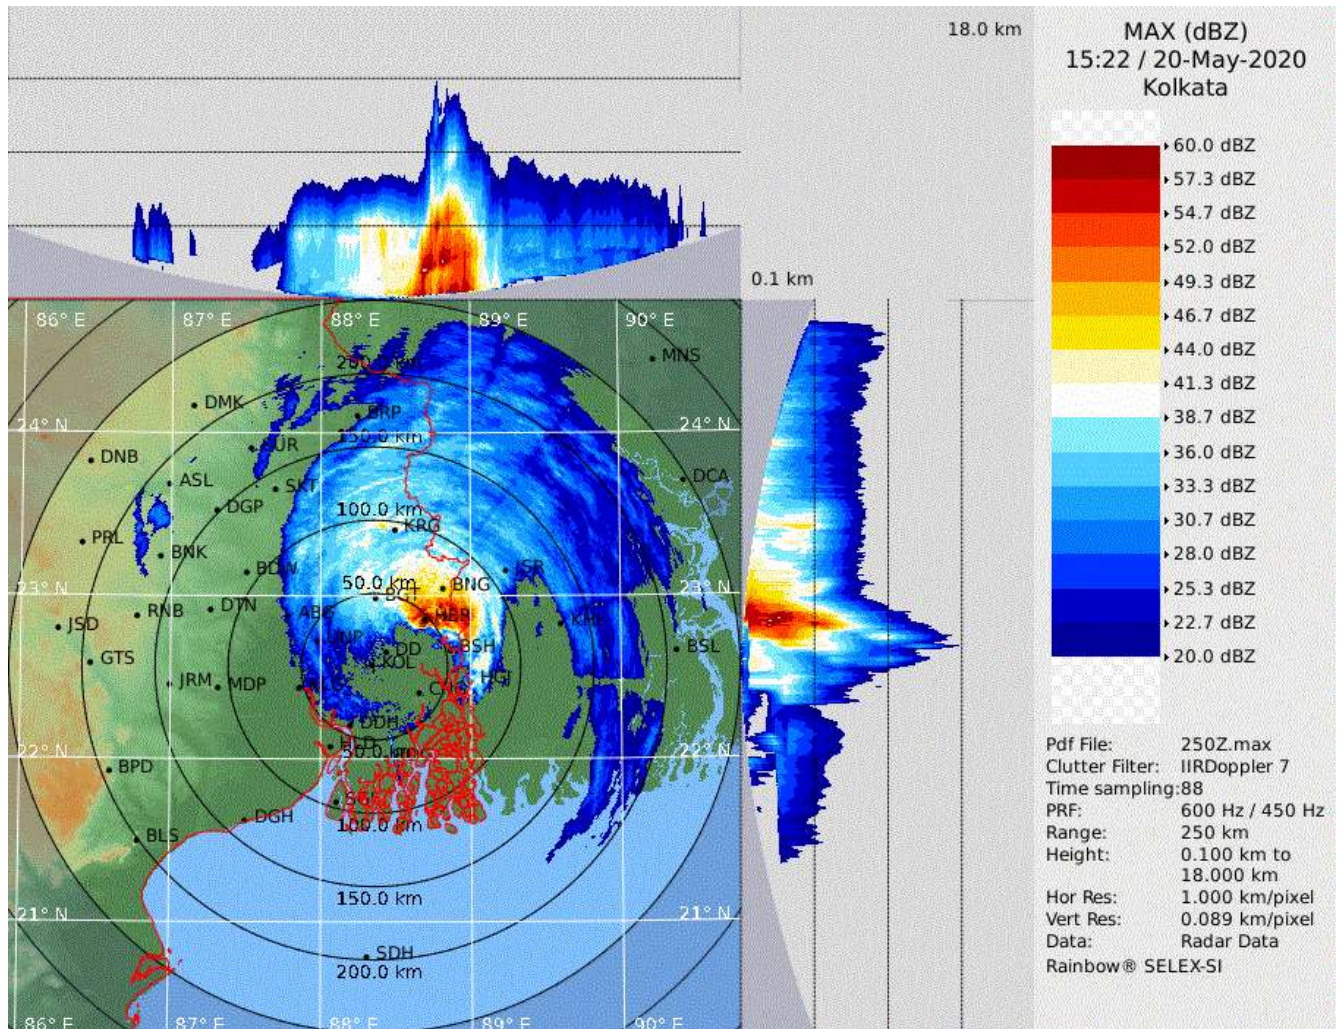 18.0 km
MAX (dBZ)
15:22 / 20-May-2020
Kolkata
60.0 dBZ
57.3 dBZ
54.7 dBZ
52.0 dBZ
49.3 dBZ
46.7 dBZ
44.0 dBZ
41.3 dBZ
38.7 dBZ
36.0 dBZ
33.3 dBZ
30.7 dBZ
28.0 dBZ
25.3 dBZ
22.7 dBZ
20.0 dBZ
0.1 km
86° E 87° E 88° E 89° E 90° E
MNS
DMK
BRP
24° N 24° N
150.0 km
DNB
ASL
SKT
DCA
DGP
100.0 km
KRG
PRL
BNK
BDW
JSR
50.0 km
BNG
23° N 23° N
BGT
RNB
DTN
JSD
BSH
BSL
DD
KOL
GTS
HGJ
JRM
MDP
DDH
22° N 22° N
BPD
DGH
100.0 km
BLS
150.0 km
21° N 21° N
SDH
200.0 km
86° E 87° E 88° E 89° E 90° E
Pdf File: 250Z.max
Clutter Filter: IIRDoppler 7
Time sampling:88
PRF: 600 Hz / 450 Hz
Range: 250 km
Height: 0.100 km to
18.000 km
Hor Res: 1.000 km/pixel
Vert Res: 0.089 km/pixel
Data: Radar Data
Rainbow® SELEX-SI